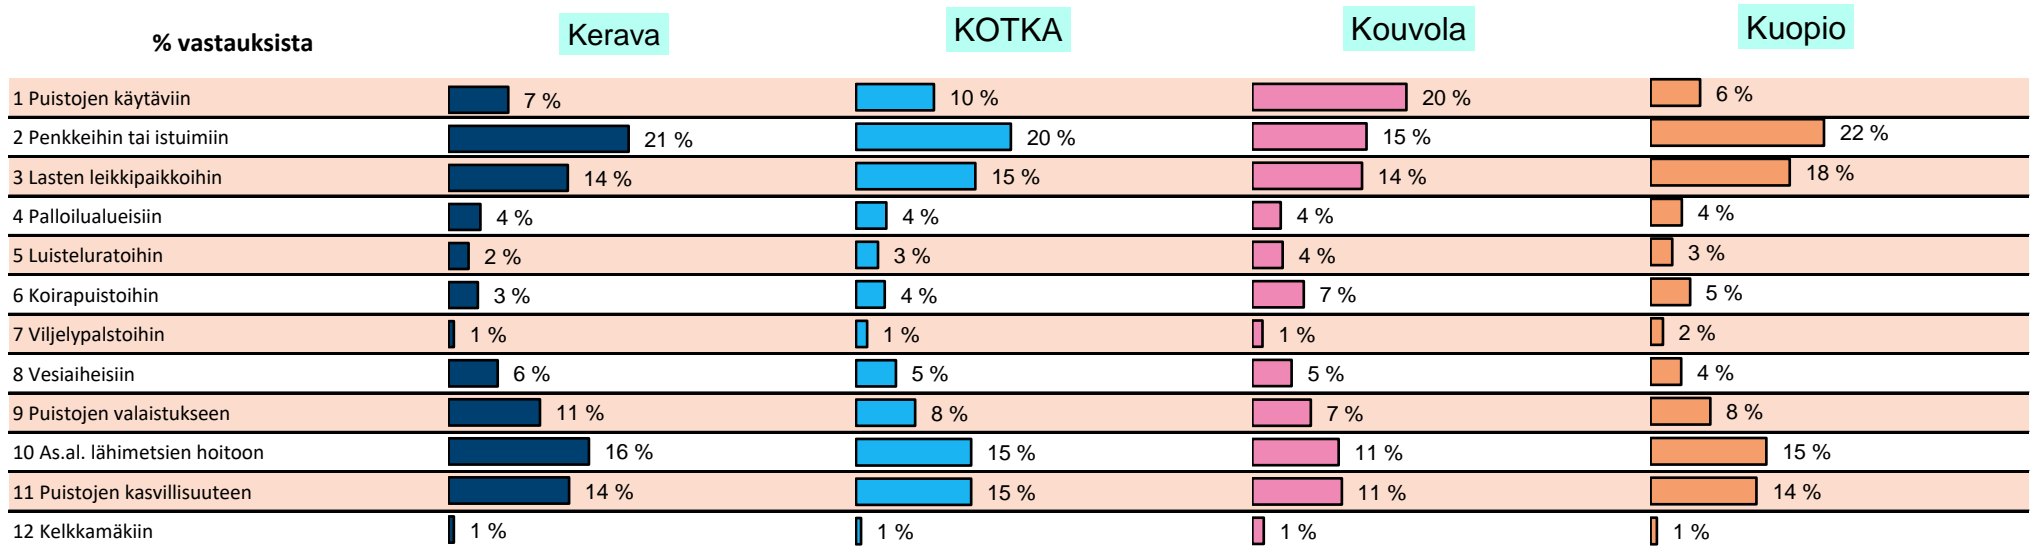 % vastauksista Kerava KOTKA Kouvola Kuopio
1 Puistojen käytäviin 7 % 10 % 20 % 6 %
2 Penkkeihin tai istuimiin 21 % 20 % 15 % 22 %
3 Lasten leikkipaikkoihin 14 % 15 % 14 % 18 %
4 Palloilualueisiin 4 % 4 % 4 % 4 %
5 Luisteluratoihin 2 % 3 % 4 % 3 %
6 Koirapuistoihin 3 % 4 % 7 % 5 %
7 Viljelypalstoihin 1 % 1 % 1 % 2 %
8 Vesiaiheisiin 6 % 5 % 5 % 4 %
9 Puistojen valaistukseen 11 % 8 % 7 % 8 %
10 As.al. lähimetsien hoitoon 16 % 15 % 11 % 15 %
11 Puistojen kasvillisuuteen 14 % 15 % 11 % 14 %
12 Kelkkamäkiin 1 % 1 % 1 % 1 %